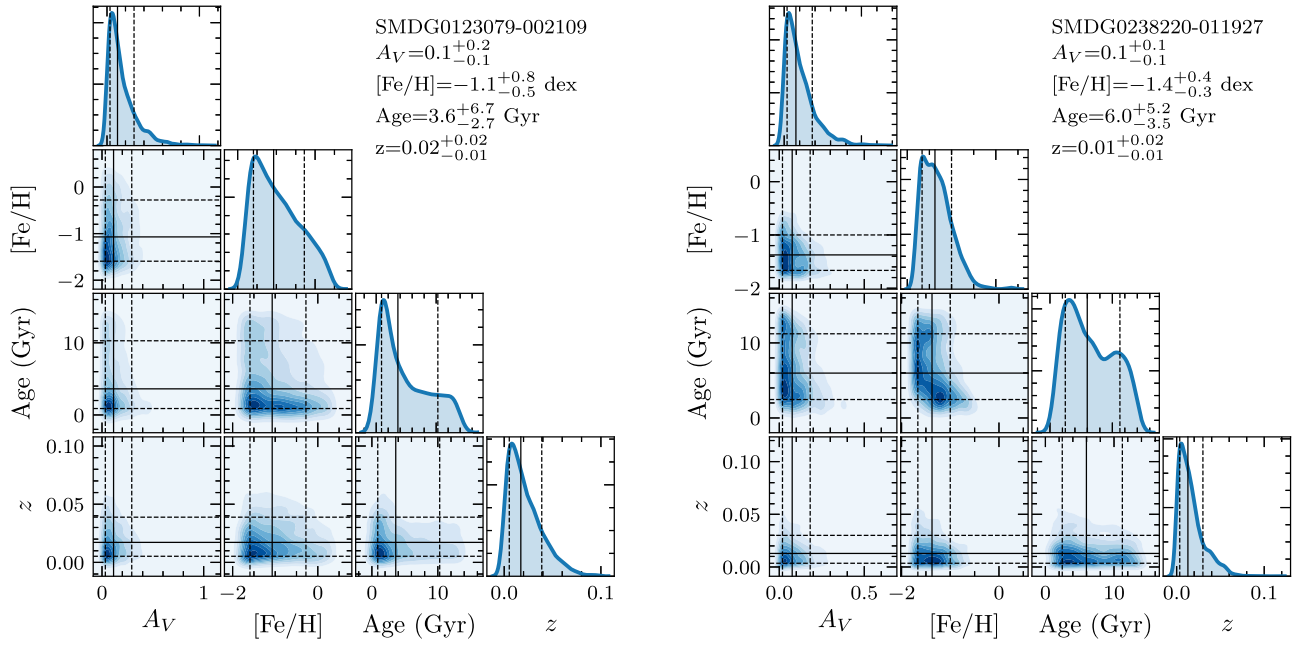 SMDG0123079-002109
A_V=0.1^{+0.2}_{-0.1}
[Fe/H]=−1.1^{+0.8}_{-0.5} dex
Age=3.6^{+6.7}_{-2.7} Gyr
z=0.02^{+0.02}_{-0.01}
[Fe/H]
0
−1
−2
Age (Gyr)
10
0
z
0.10
0.05
0.00
0 1 −2 0 0 10 0.0 0.1
A_V [Fe/H] Age (Gyr) z
SMDG0238220-011927
A_V=0.1^{+0.1}_{-0.1}
[Fe/H]=−1.4^{+0.4}_{-0.3} dex
Age=6.0^{+5.2}_{-3.5} Gyr
z=0.01^{+0.02}_{-0.01}
[Fe/H]
0
−1
−2
Age (Gyr)
10
0
z
0.10
0.05
0.00
0.0 0.5 −2 0 0 10 0.0 0.1
A_V [Fe/H] Age (Gyr) z